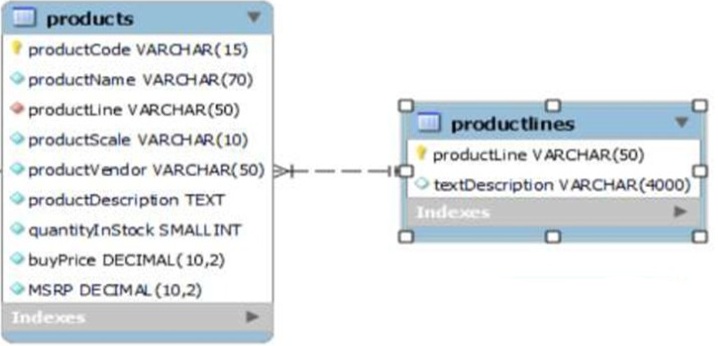 products
productCode VARCHAR(15)
productName VARCHAR(70)
productLine VARCHAR(50)
productScale VARCHAR(10)
productVendor VARCHAR(50)
productDescription TEXT
quantityInStock SMALLINT
buyPrice DECIMAL(10,2)
MSRP DECIMAL(10,2)
Indexes
productlines
productLine VARCHAR(50)
textDescription VARCHAR(4000)
Indexes